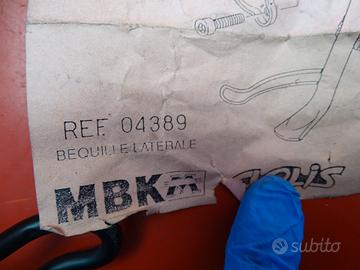 REF. 04389
BEQUILLE LATERALE
MBK
subito